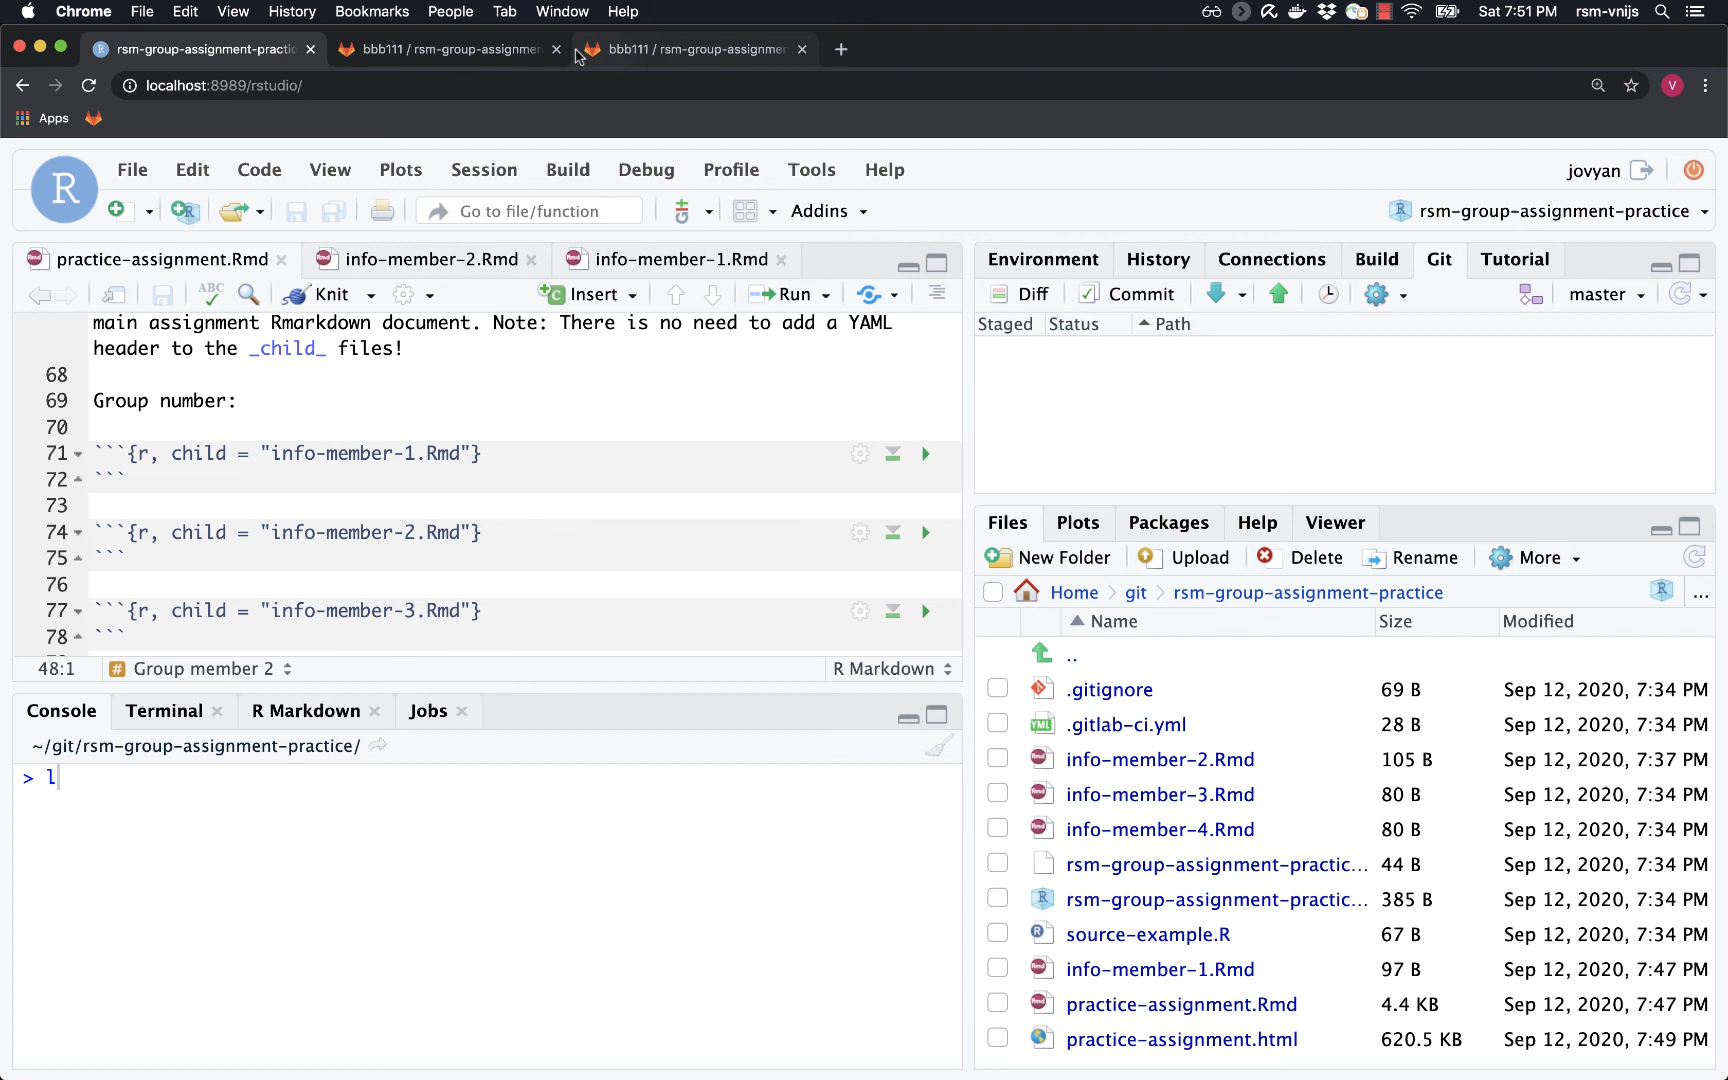 Chrome File Edit View History Bookmarks People Tab Window Help Sat 7:51 PM rsm-vnijs
rsm-group-assignment-practic bbb111 / rsm-group-assignmen bbb111 / rsm-group-assignmen
localhost:8989/rstudio/ V
Apps
R File Edit Code View Plots Session Build Debug Profile Tools Help jovyan
Go to file/function Addins rsm-group-assignment-practice
practice-assignment.Rmd info-member-2.Rmd info-member-1.Rmd
ABC Knit Insert Run
main assignment Rmarkdown document. Note: There is no need to add a YAML
header to the _child_ files!
68
69 Group number:
70
71 ```{r, child = "info-member-1.Rmd"}
72 ```
73
74 ```{r, child = "info-member-2.Rmd"}
75 ```
76
77 ```{r, child = "info-member-3.Rmd"}
78 ```
48:1 # Group member 2 R Markdown
Console Terminal R Markdown Jobs
~/git/rsm-group-assignment-practice/
> l
Environment History Connections Build Git Tutorial
Diff Commit master
Staged Status Path
Files Plots Packages Help Viewer
New Folder Upload Delete Rename More
Home git rsm-group-assignment-practice ...
Name Size Modified
..
.gitignore 69 B Sep 12, 2020, 7:34 PM
YML .gitlab-ci.yml 28 B Sep 12, 2020, 7:34 PM
info-member-2.Rmd 105 B Sep 12, 2020, 7:37 PM
info-member-3.Rmd 80 B Sep 12, 2020, 7:34 PM
info-member-4.Rmd 80 B Sep 12, 2020, 7:34 PM
rsm-group-assignment-practic... 44 B Sep 12, 2020, 7:34 PM
rsm-group-assignment-practic... 385 B Sep 12, 2020, 7:34 PM
source-example.R 67 B Sep 12, 2020, 7:34 PM
info-member-1.Rmd 97 B Sep 12, 2020, 7:47 PM
practice-assignment.Rmd 4.4 KB Sep 12, 2020, 7:47 PM
practice-assignment.html 620.5 KB Sep 12, 2020, 7:49 PM